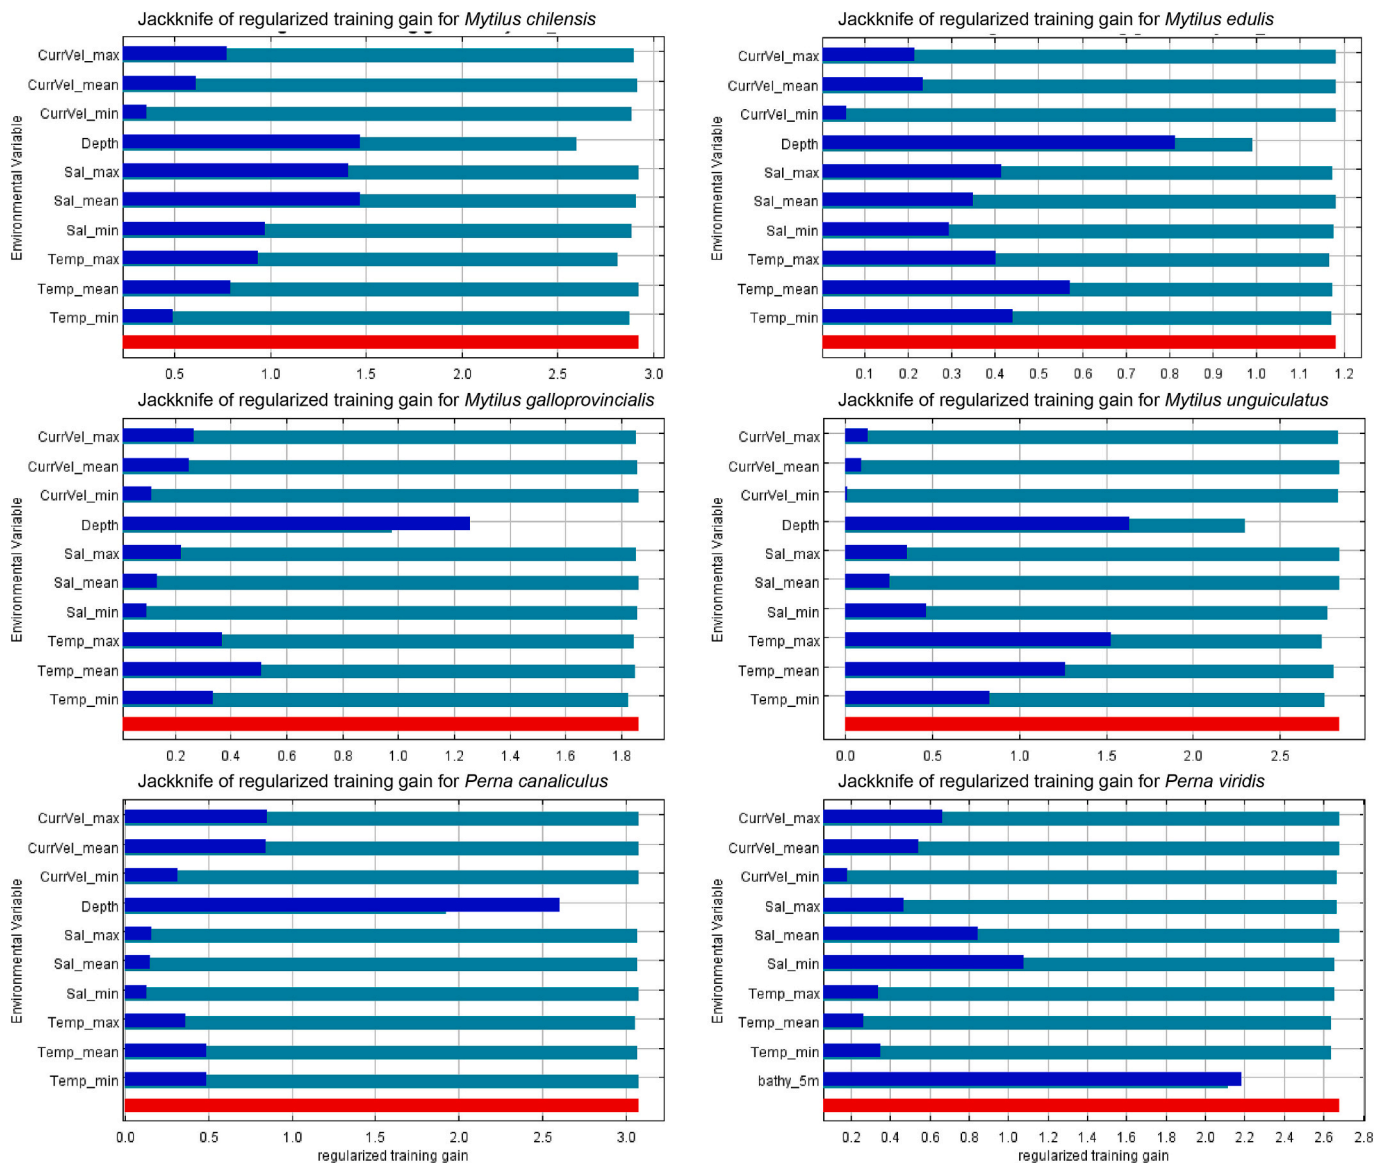 Jackknife of regularized training gain for Mytilus chilensis
CurrVel_max
CurrVel_mean
CurrVel_min
Depth
Sal_max
Sal_mean
Sal_min
Temp_max
Temp_mean
Temp_min
Environmental Variable
0.5 1.0 1.5 2.0 2.5 3.0
Jackknife of regularized training gain for Mytilus edulis
CurrVel_max
CurrVel_mean
CurrVel_min
Depth
Sal_max
Sal_mean
Sal_min
Temp_max
Temp_mean
Temp_min
Environmental Variable
0.1 0.2 0.3 0.4 0.5 0.6 0.7 0.8 0.9 1.0 1.1 1.2
Jackknife of regularized training gain for Mytilus galloprovincialis
CurrVel_max
CurrVel_mean
CurrVel_min
Depth
Sal_max
Sal_mean
Sal_min
Temp_max
Temp_mean
Temp_min
Environmental Variable
0.2 0.4 0.6 0.8 1.0 1.2 1.4 1.6 1.8
Jackknife of regularized training gain for Mytilus unguiculatus
CurrVel_max
CurrVel_mean
CurrVel_min
Depth
Sal_max
Sal_mean
Sal_min
Temp_max
Temp_mean
Temp_min
Environmental Variable
0.0 0.5 1.0 1.5 2.0 2.5
Jackknife of regularized training gain for Perna canaliculus
CurrVel_max
CurrVel_mean
CurrVel_min
Depth
Sal_max
Sal_mean
Sal_min
Temp_max
Temp_mean
Temp_min
Environmental Variable
0.0 0.5 1.0 1.5 2.0 2.5 3.0
regularized training gain
Jackknife of regularized training gain for Perna viridis
CurrVel_max
CurrVel_mean
CurrVel_min
Sal_max
Sal_mean
Sal_min
Temp_max
Temp_mean
Temp_min
bathy_5m
Environmental Variable
0.2 0.4 0.6 0.8 1.0 1.2 1.4 1.6 1.8 2.0 2.2 2.4 2.6 2.8
regularized training gain